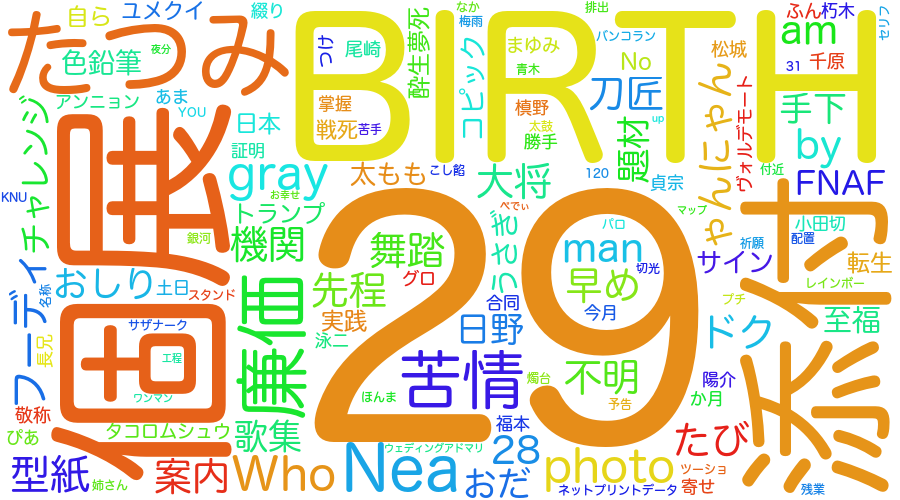 たつみ
BIRTH
29
個展
添付
自ら
ユメクイ
綴り
色鉛筆
夜分
アンニョン
あま
YOU
日本
証明
gray
お幸せ
トランプ
チャレンジ
KNU
機関
銀河
おしり
土日
スタンド
名称
フーディ
長兄
サザナーク
工程
ワンマン
廉価
敬称
ぴあ
タコロムシュウ
歌集
型紙
姉さん
案内
Who
Nea
ウェディングアドマリ
ほんま
つけ
尾崎
掌握
戦死
苦手
酔生夢死
なか
梅雨
コピック
まゆみ
青木
槙野
太鼓
勝手
太もも
こし餡
大将
うさぎ
ぺでぃ
舞踏
グロ
先程
実践
泳二
合同
日野
苦情
燭台
福本
28
おだ
排出
バンコラン
No
刀匠
up
題材
120
貞宗
パロ
man
切光
早め
今月
不明
予告
photo
ネットプリントデータ
松城
ゃんにゃん
ヴォルデモート
マップ
祈願
サイン
プチ
ドク
陽介
か月
たび
ツーショ
寄せ
残業
ふん
朽木
セリフ
am
31
千原
手下
by
付近
FNAF
小田切
配置
転生
レインボー
至福